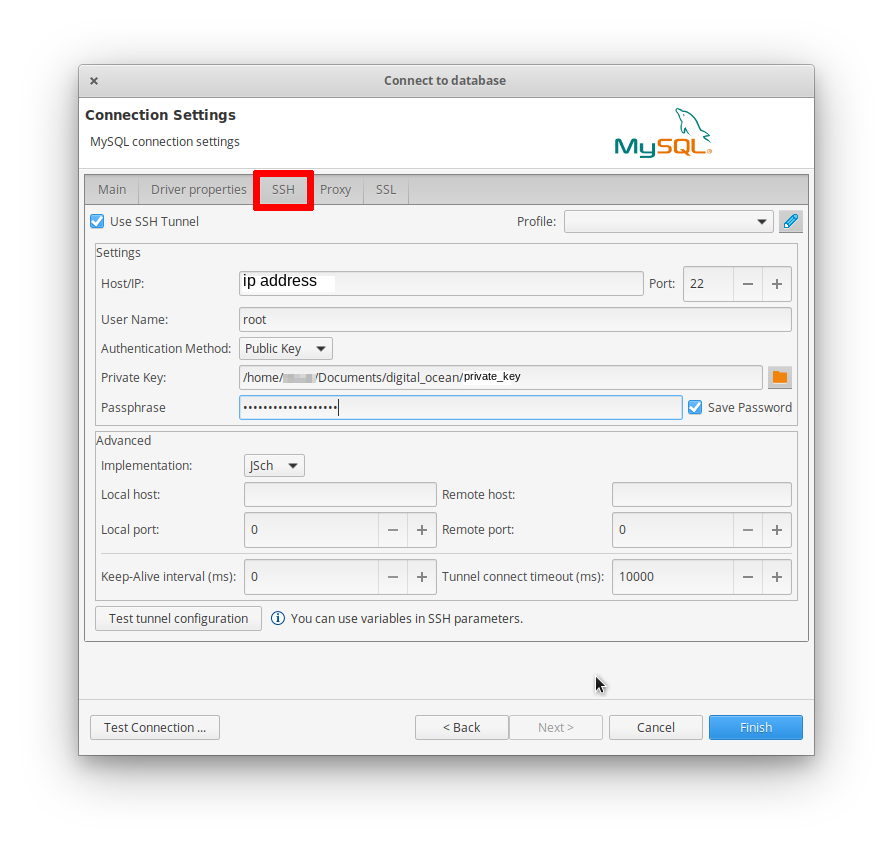 Connect to database
Connection Settings
MySQL connection settings
MySQL®
Main Driver properties SSH Proxy SSL
Use SSH Tunnel Profile:
Settings
Host/IP: ip address Port: 22
User Name: root
Authentication Method: Public Key
Private Key: /home/ /Documents/digital_ocean/private_key
Passphrase ••••••••••••••••••• Save Password
Advanced
Implementation: JSch
Local host: Remote host:
Local port: 0 Remote port: 0
Keep-Alive interval (ms): 0 Tunnel connect timeout (ms): 10000
Test tunnel configuration You can use variables in SSH parameters.
Test Connection ... < Back Next > Cancel Finish